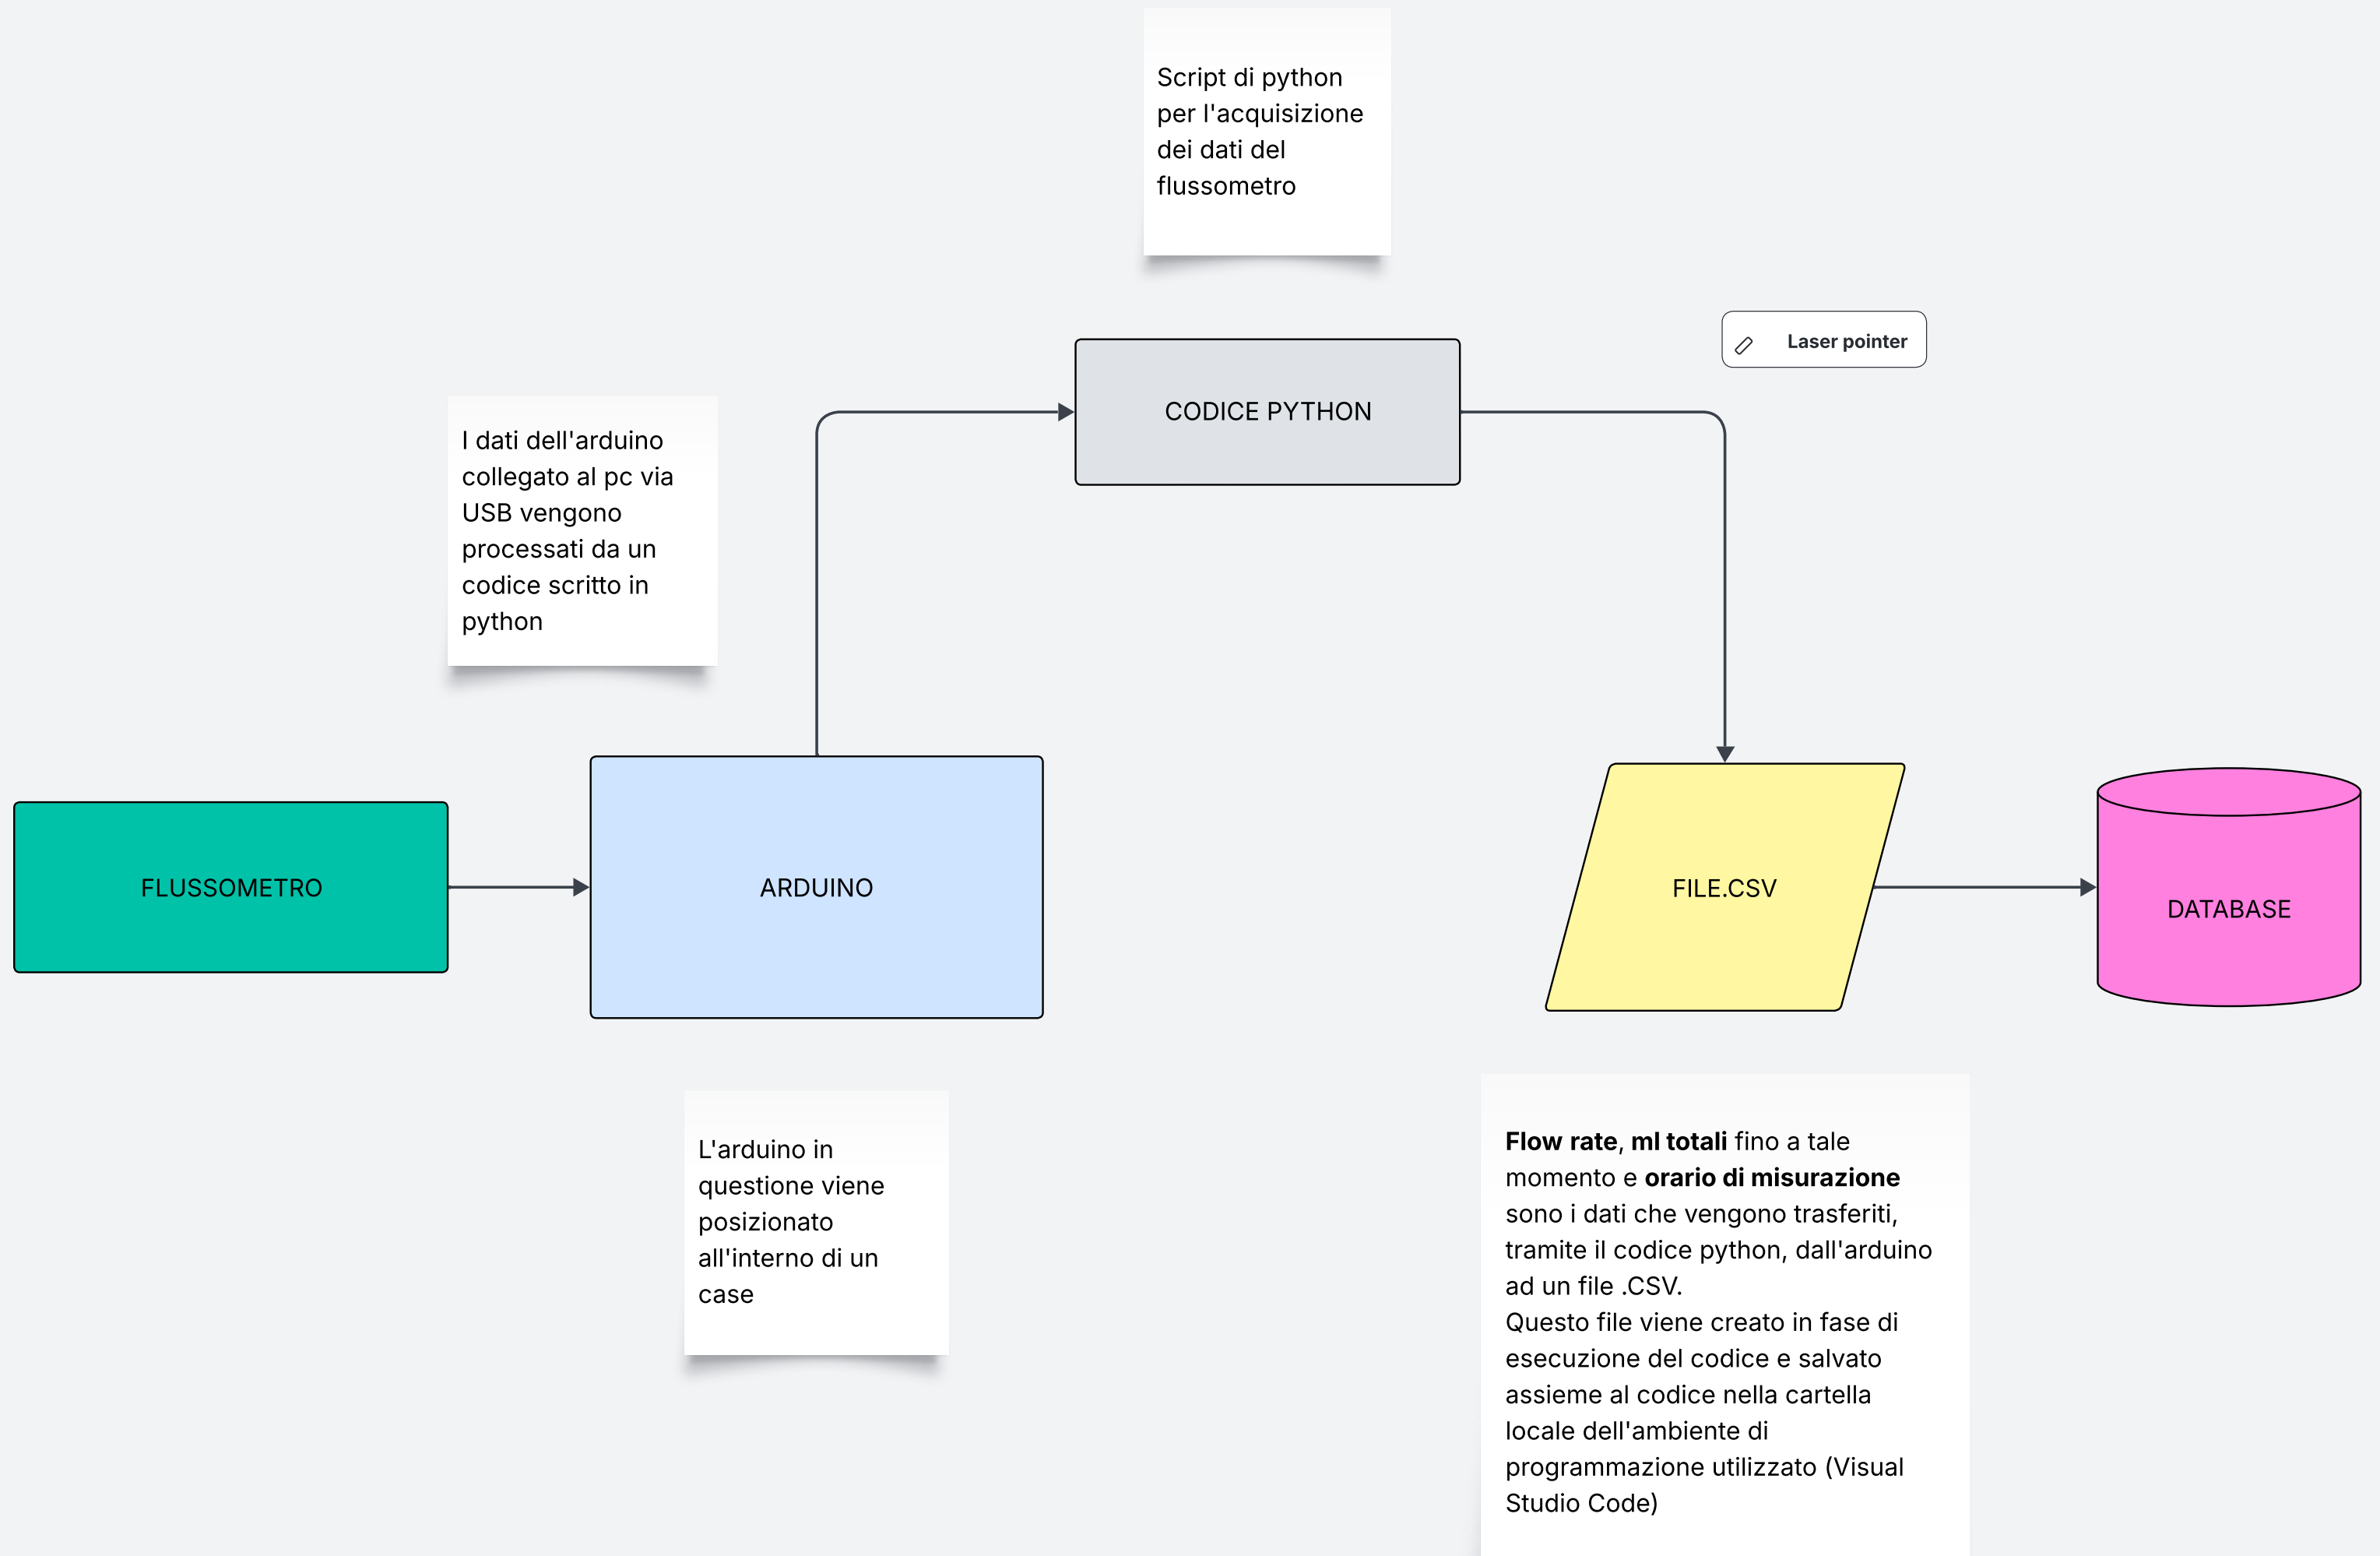 Script di python
per l'acquisizione
dei dati del
flussometro
Laser pointer
CODICE PYTHON
I dati dell'arduino
collegato al pc via
USB vengono
processati da un
codice scritto in
python
FLUSSOMETRO
ARDUINO
FILE.CSV
DATABASE
L'arduino in
questione viene
posizionato
all'interno di un
case
Flow rate, ml totali fino a tale
momento e orario di misurazione
sono i dati che vengono trasferiti,
tramite il codice python, dall'arduino
ad un file .CSV.
Questo file viene creato in fase di
esecuzione del codice e salvato
assieme al codice nella cartella
locale dell'ambiente di
programmazione utilizzato (Visual
Studio Code)